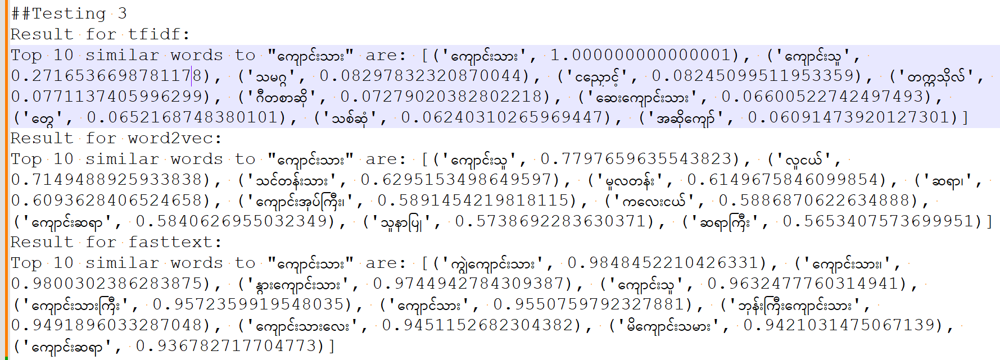 ##Testing 3
Result for tfidf:
Top 10 similar words to "ကျောင်းသား" are: [('ကျောင်းသား', 1.000000000000001), ('ကျောင်းသူ',
0.27165366987811178), ('သမဂ္ဂ', 0.08297832320870044), ('ငညှောင့်', 0.08245099511953359), ('တက္ကသိုလ်',
0.0771137405996299), ('ဂီတစာဆို', 0.07279020382802218), ('ဆေးကျောင်းသား', 0.06600522742497493),
('တွေ', 0.0652168748380101), ('သစ်ဆုံ', 0.06240310265969447), ('အဆိုကျော်', 0.06091473920127301)]
Result for word2vec:
Top 10 similar words to "ကျောင်းသား" are: [('ကျောင်းသူ', 0.7797659635543823), ('လူငယ်',
0.7149488925933838), ('သင်တန်းသား', 0.6295153498649597), ('မူလတန်း', 0.6149675846099854), ('ဆရာ၊',
0.6093628406524658), ('ကျောင်းအုပ်ကြီး၊', 0.5891454219818115), ('ကလေးငယ်', 0.5886870622634888),
('ကျောင်းဆရာ', 0.5840626955032349), ('သူနာပြု', 0.5738692283630371), ('ဆရာကြီး', 0.5653407573699951)]
Result for fasttext:
Top 10 similar words to "ကျောင်းသား" are: [('ကျွဲကျောင်းသား', 0.9848452210426331), ('ကျောင်းသား၊',
0.9800302386283875), ('နွားကျောင်းသား', 0.9744942784309387), ('ကျောင်းသူ', 0.9632477760314941),
('ကျောင်းသားကြီး', 0.9572359919548035), ('ကျောင်သား', 0.9550759792327881), ('ဘုန်းကြီးကျောင်းသား',
0.9491896033287048), ('ကျောင်းသားလေး', 0.9451152682304382), ('မိကျောင်းသမား', 0.9421031475067139),
('ကျောင်းဆရာ', 0.936782717704773)]